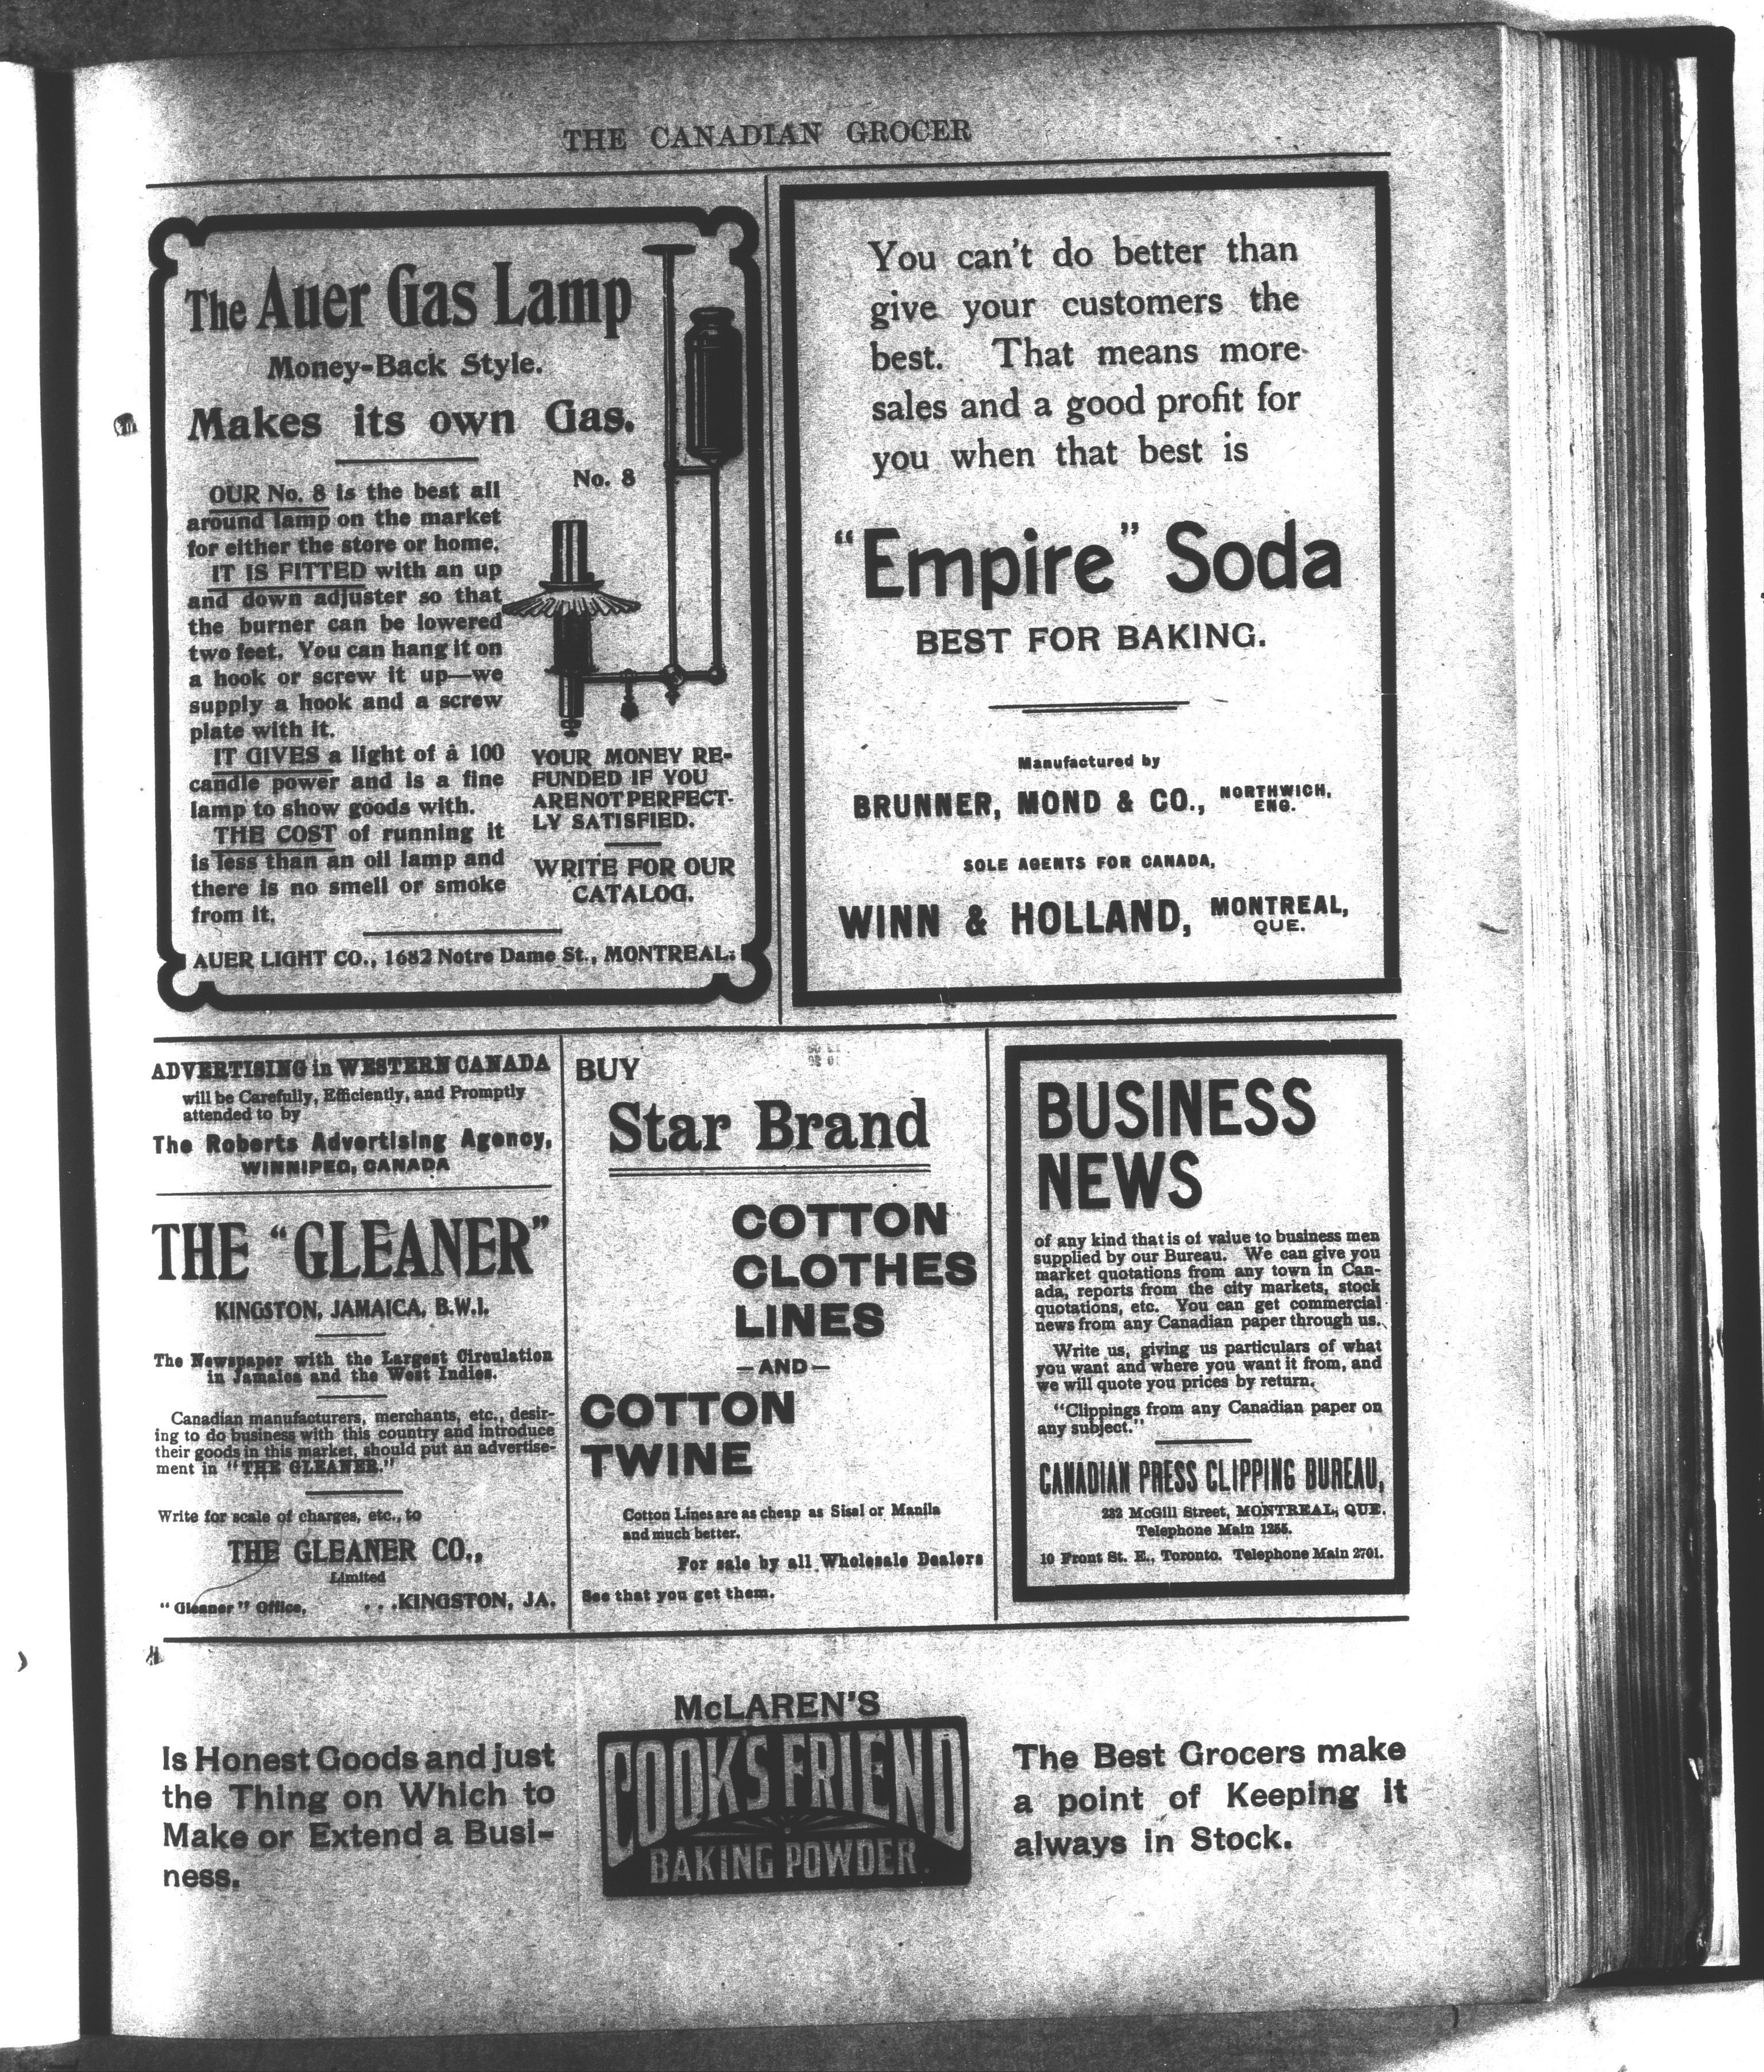 THE CANADIAN GROCER
The Auer Gas Lamp
Money-Back Style.
Makes its own Gas.
No. 8
OUR No. 8 is the best all
around lamp on the market
for either the store or home.
IT IS FITTED with an up
and down adjuster so that
the burner can be lowered
two feet. You can hang it on
a hook or screw it up—we
supply a hook and a screw
plate with it.
IT GIVES a light of à 100
candle power and is a fine
lamp to show goods with.
THE COST of running it
is less than an oil lamp and
there is no smell or smoke
from it.
YOUR MONEY RE-
FUNDED IF YOU
ARE NOT PERFECT-
LY SATISFIED.
WRITE FOR OUR
CATALOG.
AUER LIGHT CO., 1682 Notre Dame St., MONTREAL.
You can't do better than
give your customers the
best. That means more
sales and a good profit for
you when that best is
"Empire" Soda
BEST FOR BAKING.
Manufactured by
BRUNNER, MOND & CO., NORTHWICH,
ENG.
SOLE AGENTS FOR CANADA,
WINN & HOLLAND, MONTREAL,
QUE.
ADVERTISING in WESTERN CANADA
will be Carefully, Efficiently, and Promptly
attended to by
The Roberts Advertising Agency,
WINNIPEG, CANADA
THE "GLEANER"
KINGSTON, JAMAICA, B.W.I.
The Newspaper with the Largest Circulation
in Jamaica and the West Indies.
Canadian manufacturers, merchants, etc., desir-
ing to do business with this country and introduce
their goods in this market, should put an advertise-
ment in "THE GLEANER."
Write for scale of charges, etc., to
THE GLEANER CO.,
Limited
"Gleaner" Office, ...KINGSTON, JA.
BUY
Star Brand
COTTON
CLOTHES
LINES
—AND—
COTTON
TWINE
Cotton Lines are as cheap as Sisal or Manila
and much better.
For sale by all Wholesale Dealers
See that you get them.
BUSINESS
NEWS
of any kind that is of value to business men
supplied by our Bureau. We can give you
market quotations from any town in Can-
ada, reports from the city markets, stock
quotations, etc. You can get commercial
news from any Canadian paper through us.
Write us, giving us particulars of what
you want and where you want it from, and
we will quote you prices by return.
"Clippings from any Canadian paper on
any subject."
CANADIAN PRESS CLIPPING BUREAU,
232 McGill Street, MONTREAL, QUE.
Telephone Main 1255.
10 Front St. E., Toronto. Telephone Main 2701.
Is Honest Goods and just
the Thing on Which to
Make or Extend a Busi-
ness.
McLAREN'S
COOK'S FRIEND
BAKING POWDER.
The Best Grocers make
a point of Keeping it
always in Stock.